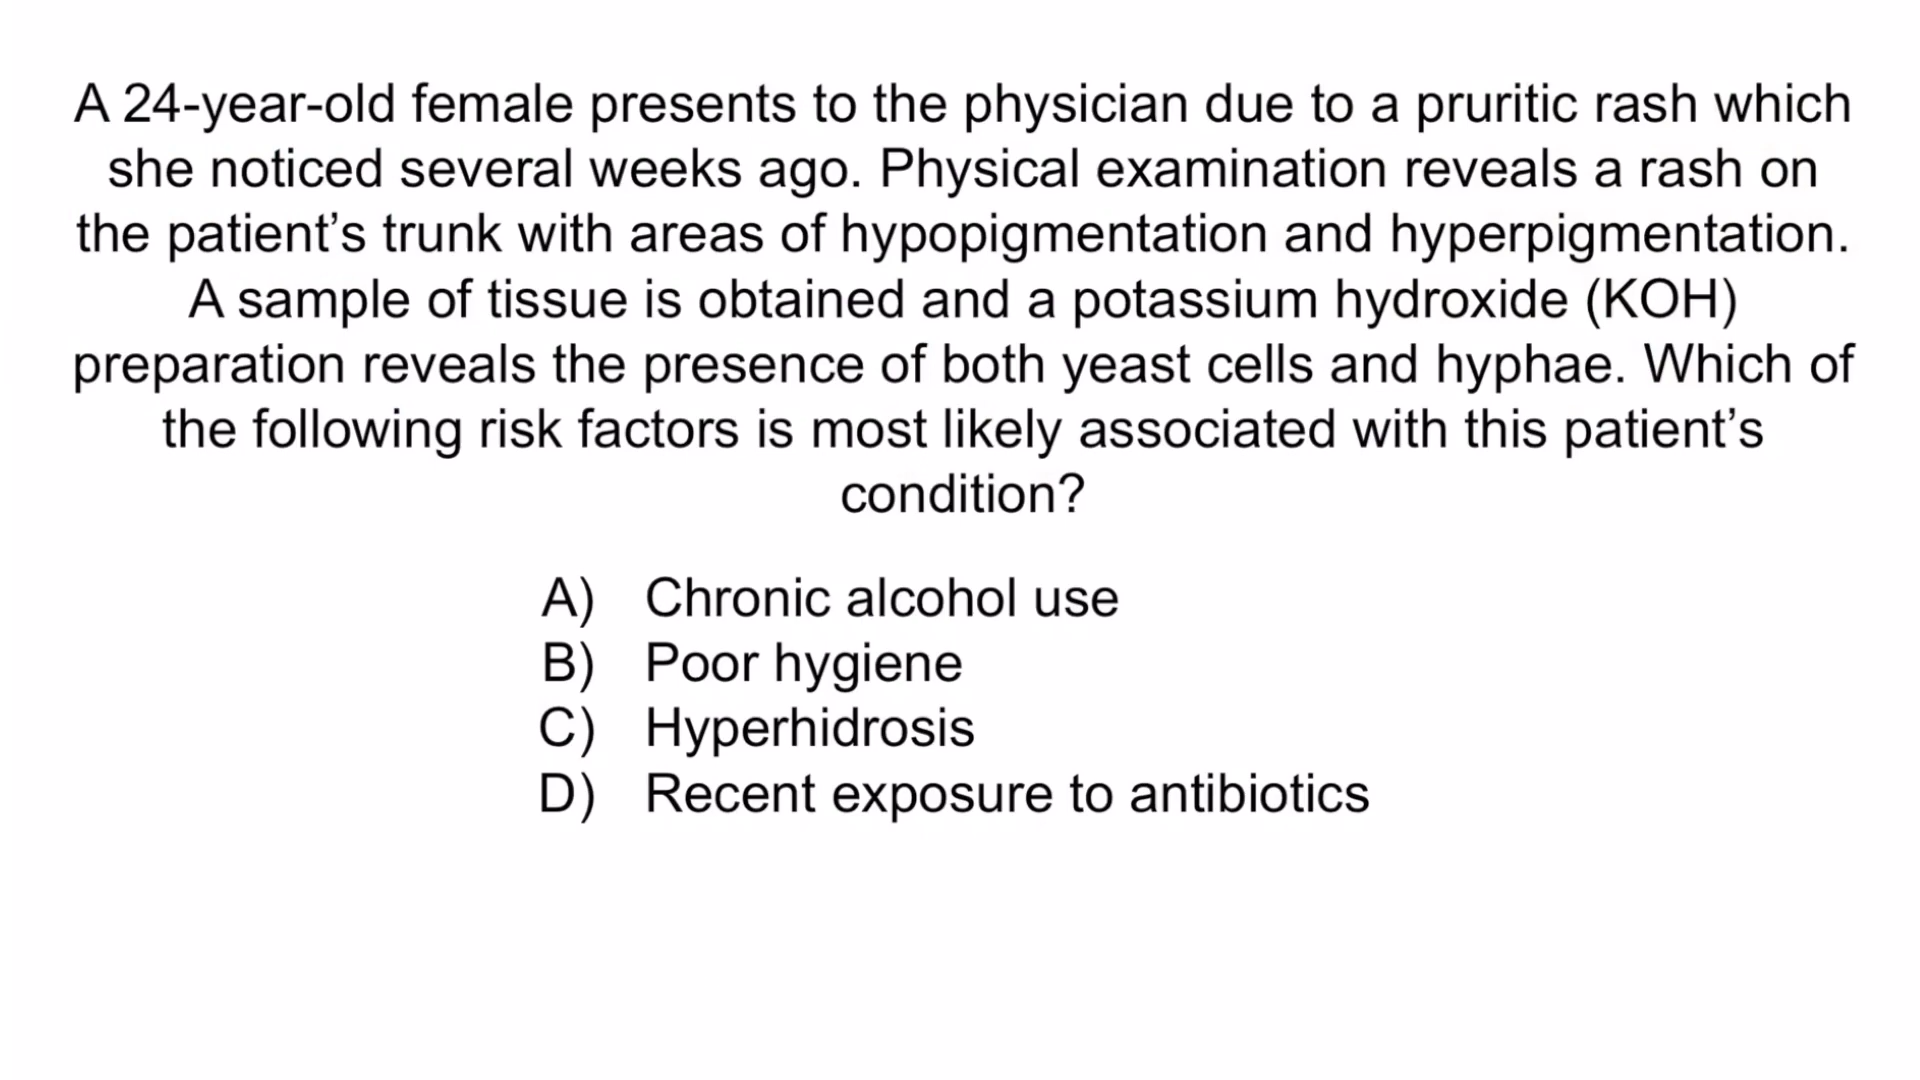 A 24-year-old female presents to the physician due to a pruritic rash which
she noticed several weeks ago. Physical examination reveals a rash on
the patient’s trunk with areas of hypopigmentation and hyperpigmentation.
A sample of tissue is obtained and a potassium hydroxide (KOH)
preparation reveals the presence of both yeast cells and hyphae. Which of
the following risk factors is most likely associated with this patient’s
condition?
A) Chronic alcohol use
B) Poor hygiene
C) Hyperhidrosis
D) Recent exposure to antibiotics